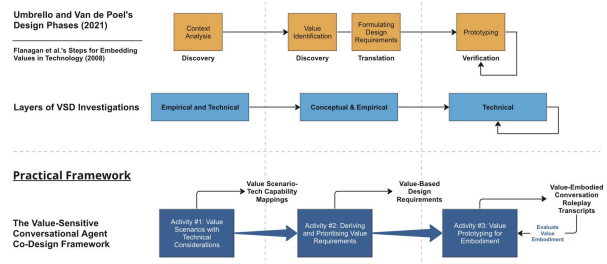 Umbrello and Van de Poel's
Design Phases (2021)
Flanagan et al.'s Steps for Embedding
Values in Technology (2008)
Context
Analysis
Discovery
Value
Identification
Discovery
Formulating
Design
Requirements
Translation
Prototyping
Verification
Layers of VSD Investigations
Empirical and Technical
Conceptual & Empirical
Technical
Practical Framework
The Value-Sensitive
Conversational Agent
Co-Design Framework
Activity #1: Value
Scenarios with
Technical
Considerations
Value Scenario-
Tech Capability
Mappings
Activity #2: Deriving
and Prioritising Value
Requirements
Value-Based
Design
Requirements
Activity #3: Value
Prototyping for
Embodiment
Value-Embodied
Conversation
Roleplay
Transcripts
Evaluate
Value
Embodiment